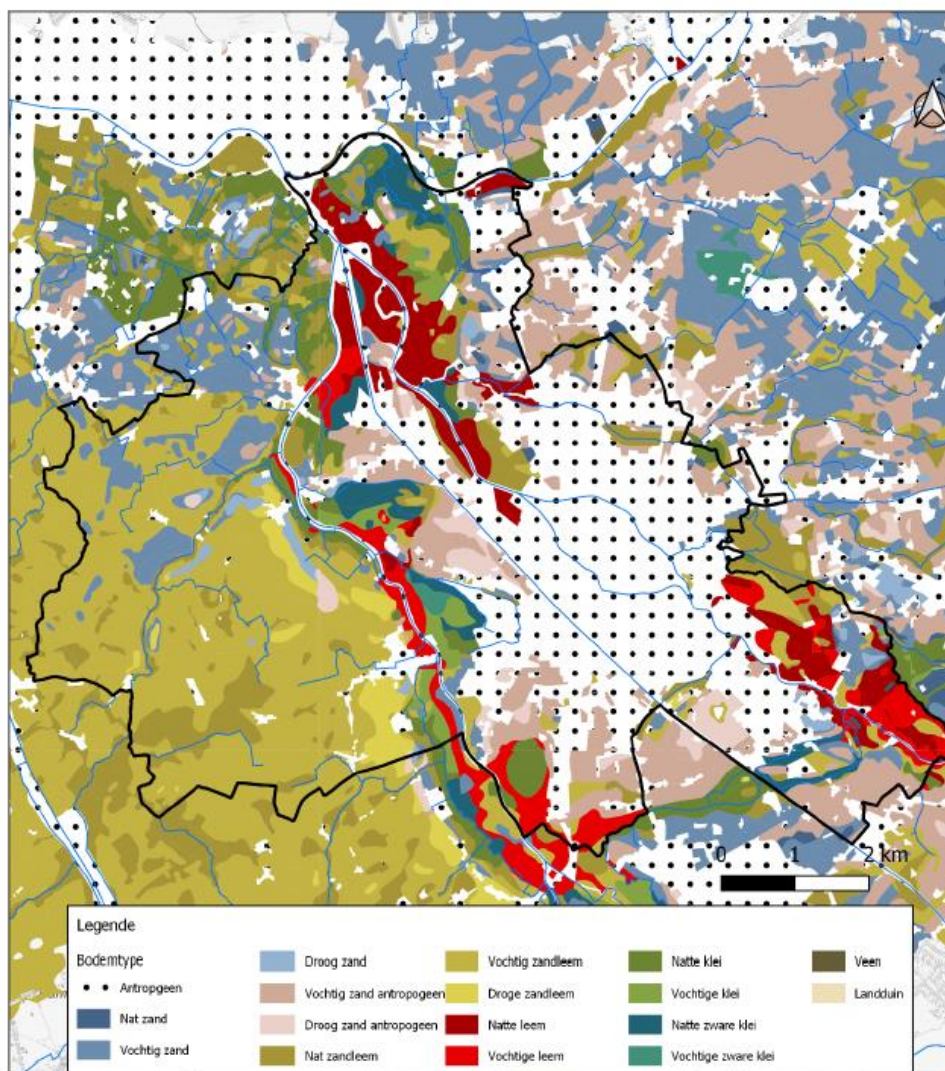 0 1 2 km
Legende
Bodemtype
Antropgeen
Nat zand
Vochtig zand
Droog zand
Vochtig zand antropogeen
Droog zand antropogeen
Nat zandleem
Vochtig zandleem
Droge zandleem
Natte leem
Vochtige leem
Natte klei
Vochtige klei
Natte zware klei
Vochtige zware klei
Veen
Landduin